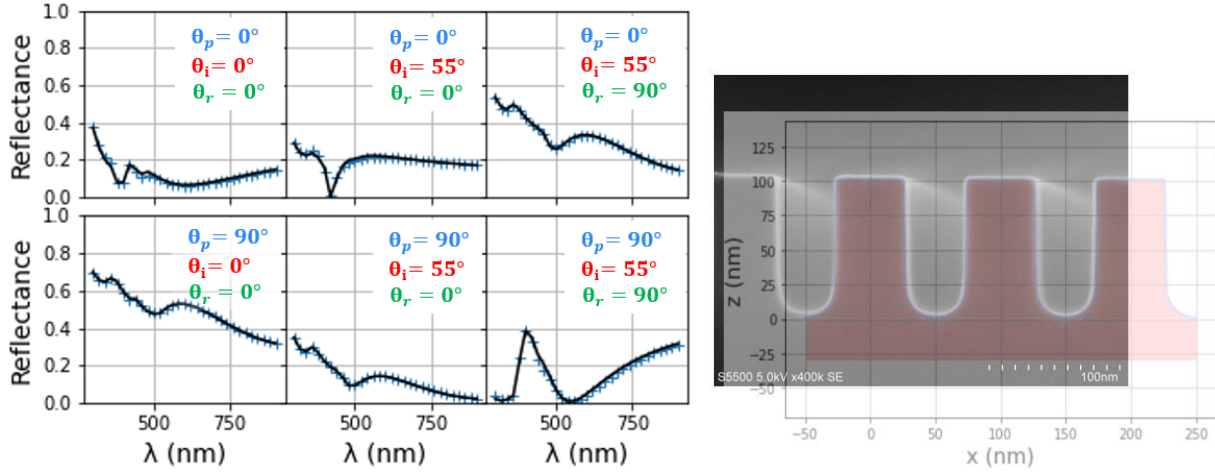 Reflectance
1.0
0.8
0.6
0.4
0.2
0.0
θp= 0°
θi= 0°
θr = 0°
θp= 0°
θi= 55°
θr = 0°
θp= 0°
θi= 55°
θr = 90°
Reflectance
1.0
0.8
0.6
0.4
0.2
0.0
θp= 90°
θi= 0°
θr = 0°
θp= 90°
θi= 55°
θr = 0°
θp= 90°
θi= 55°
θr = 90°
500 750 500 750 500 750
λ (nm) λ (nm) λ (nm)
z (nm)
125
100
75
50
25
0
−25
−50
S5500 5.0kV x400k SE 100nm
−50 0 50 100 150 200 250
x (nm)